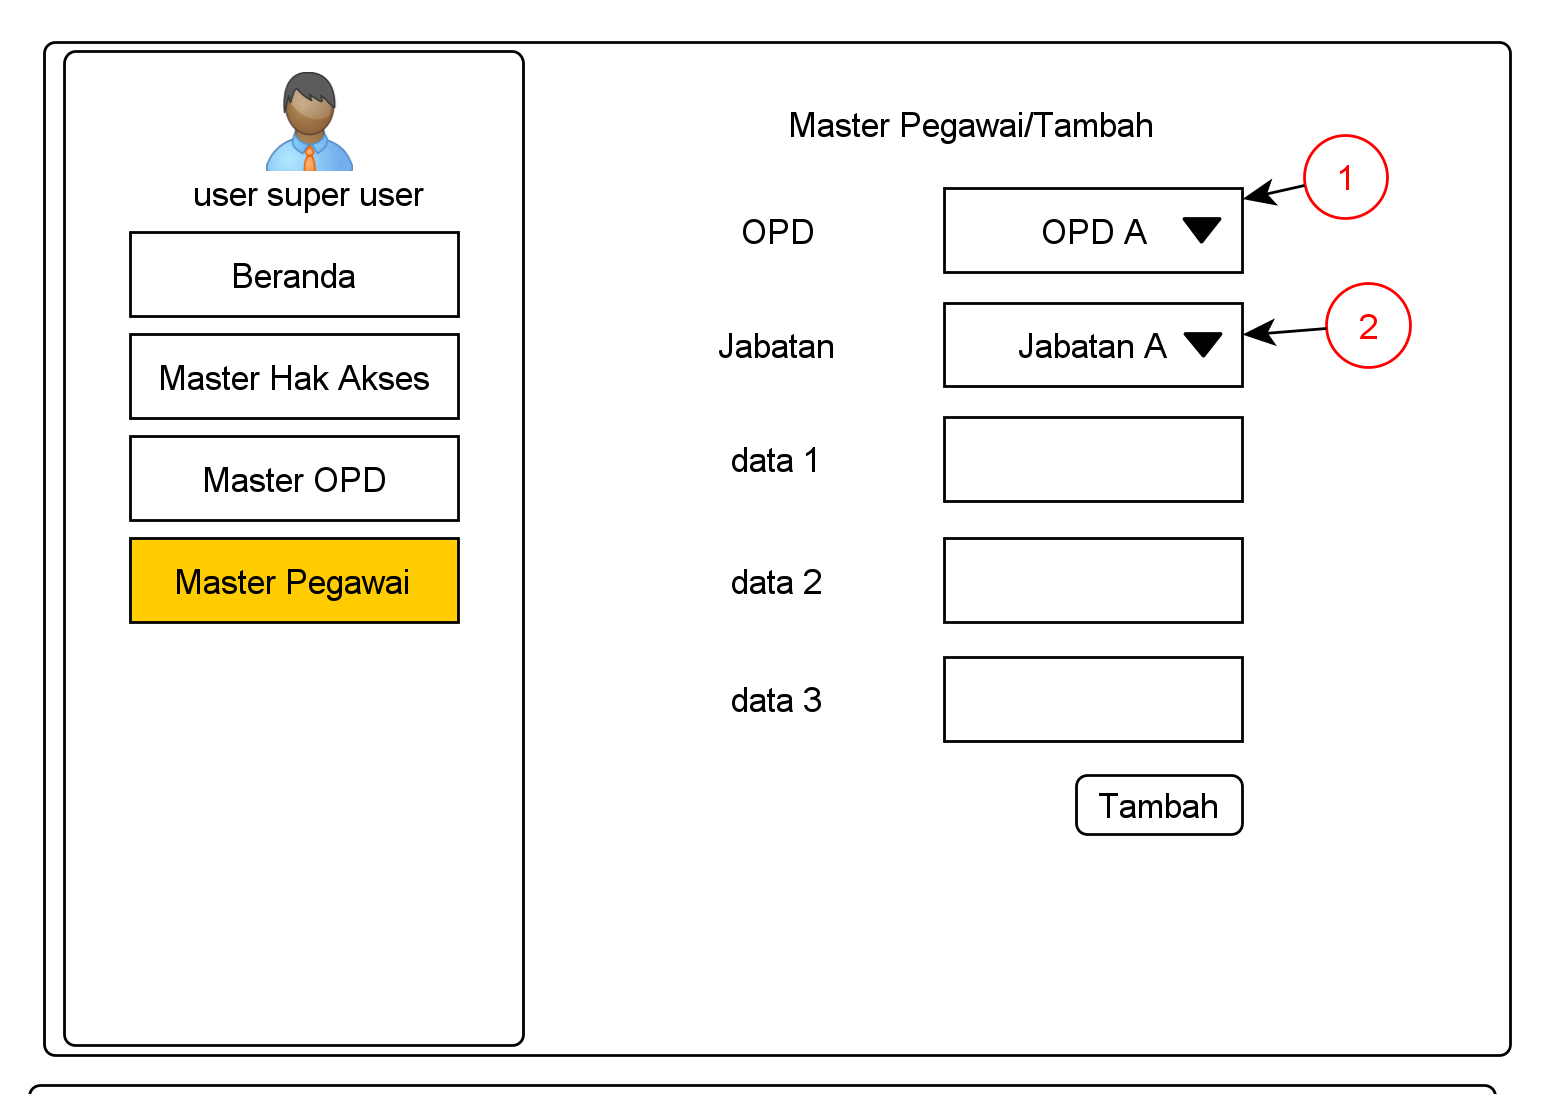 user super user
Beranda
Master Hak Akses
Master OPD
Master Pegawai
Master Pegawai/Tambah
OPD
OPD A
1
Jabatan
Jabatan A
2
data 1
data 2
data 3
Tambah